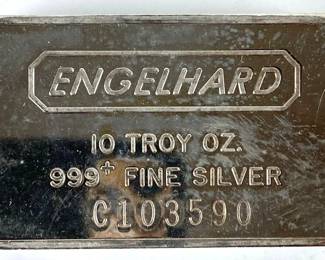 ENGELHARD
10 TROY OZ.
999+ FINE SILVER
C103590